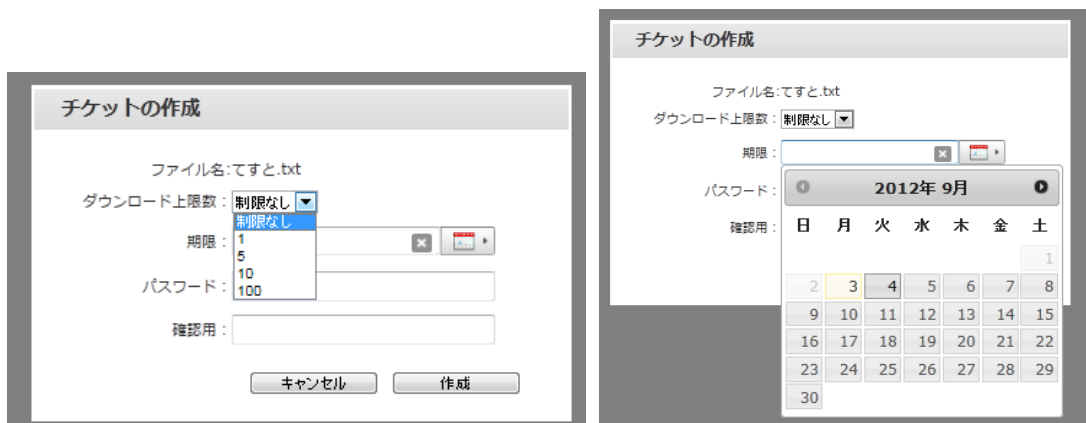 チケットの作成
ファイル名:てすと.txt
ダウンロード上限数: 制限なし
制限なし
1
5
10
100
期限:
パスワード:
確認用:
キャンセル 作成
チケットの作成
ファイル名:てすと.txt
ダウンロード上限数: 制限なし
期限:
パスワード:
確認用:
2012年 9月
日 月 火 水 木 金 土
1
2 3 4 5 6 7 8
9 10 11 12 13 14 15
16 17 18 19 20 21 22
23 24 25 26 27 28 29
30